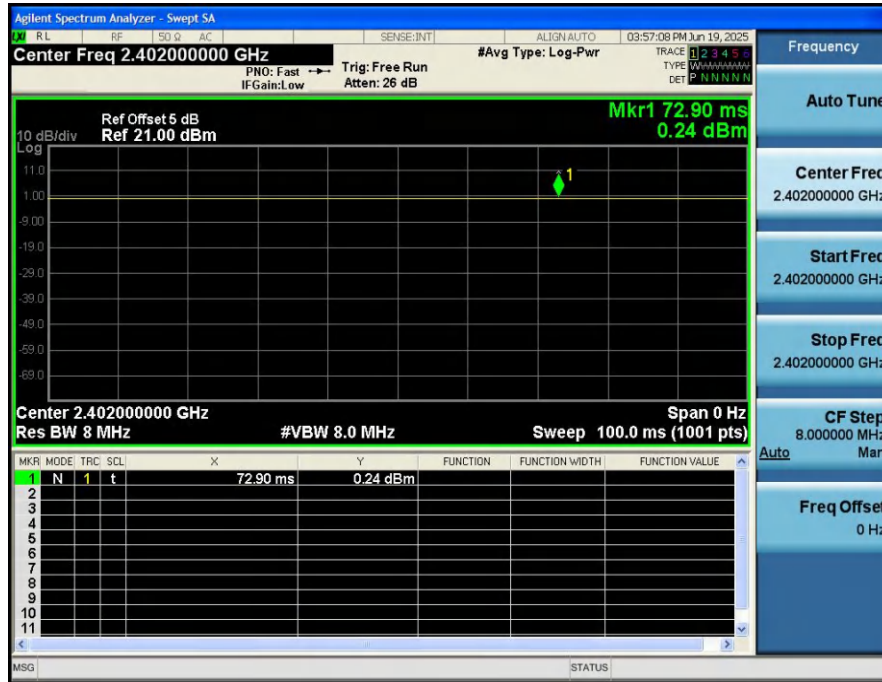 Agilent Spectrum Analyzer - Swept SA
LXI RL RF 50 Ω AC SENSE:INT ALIGN AUTO 03:57:08 PM Jun 19, 2025
Center Freq 2.402000000 GHz
#Avg Type: Log-Pwr
TRACE 1 2 3 4 5 6
PNO: Fast
Trig: Free Run
TYPE
IFGain:Low
Atten: 26 dB
DET P N N N N N
Mkr1 72.90 ms
0.24 dBm
Ref Offset 5 dB
10 dB/div Ref 21.00 dBm
Log
11.0
1
1.00
-9.00
-19.0
-29.0
-39.0
-49.0
-59.0
-69.0
Center 2.402000000 GHz Span 0 Hz
Res BW 8 MHz #VBW 8.0 MHz Sweep 100.0 ms (1001 pts)
MKR MODE TRC SCL X Y FUNCTION FUNCTION WIDTH FUNCTION VALUE
1 N 1 t 72.90 ms 0.24 dBm
2
3
4
5
6
7
8
9
10
11
MSG STATUS
Frequency
Auto Tune
Center Freq
2.402000000 GHz
Start Freq
2.402000000 GHz
Stop Freq
2.402000000 GHz
CF Step
8.000000 MHz
Auto Man
Freq Offset
0 Hz